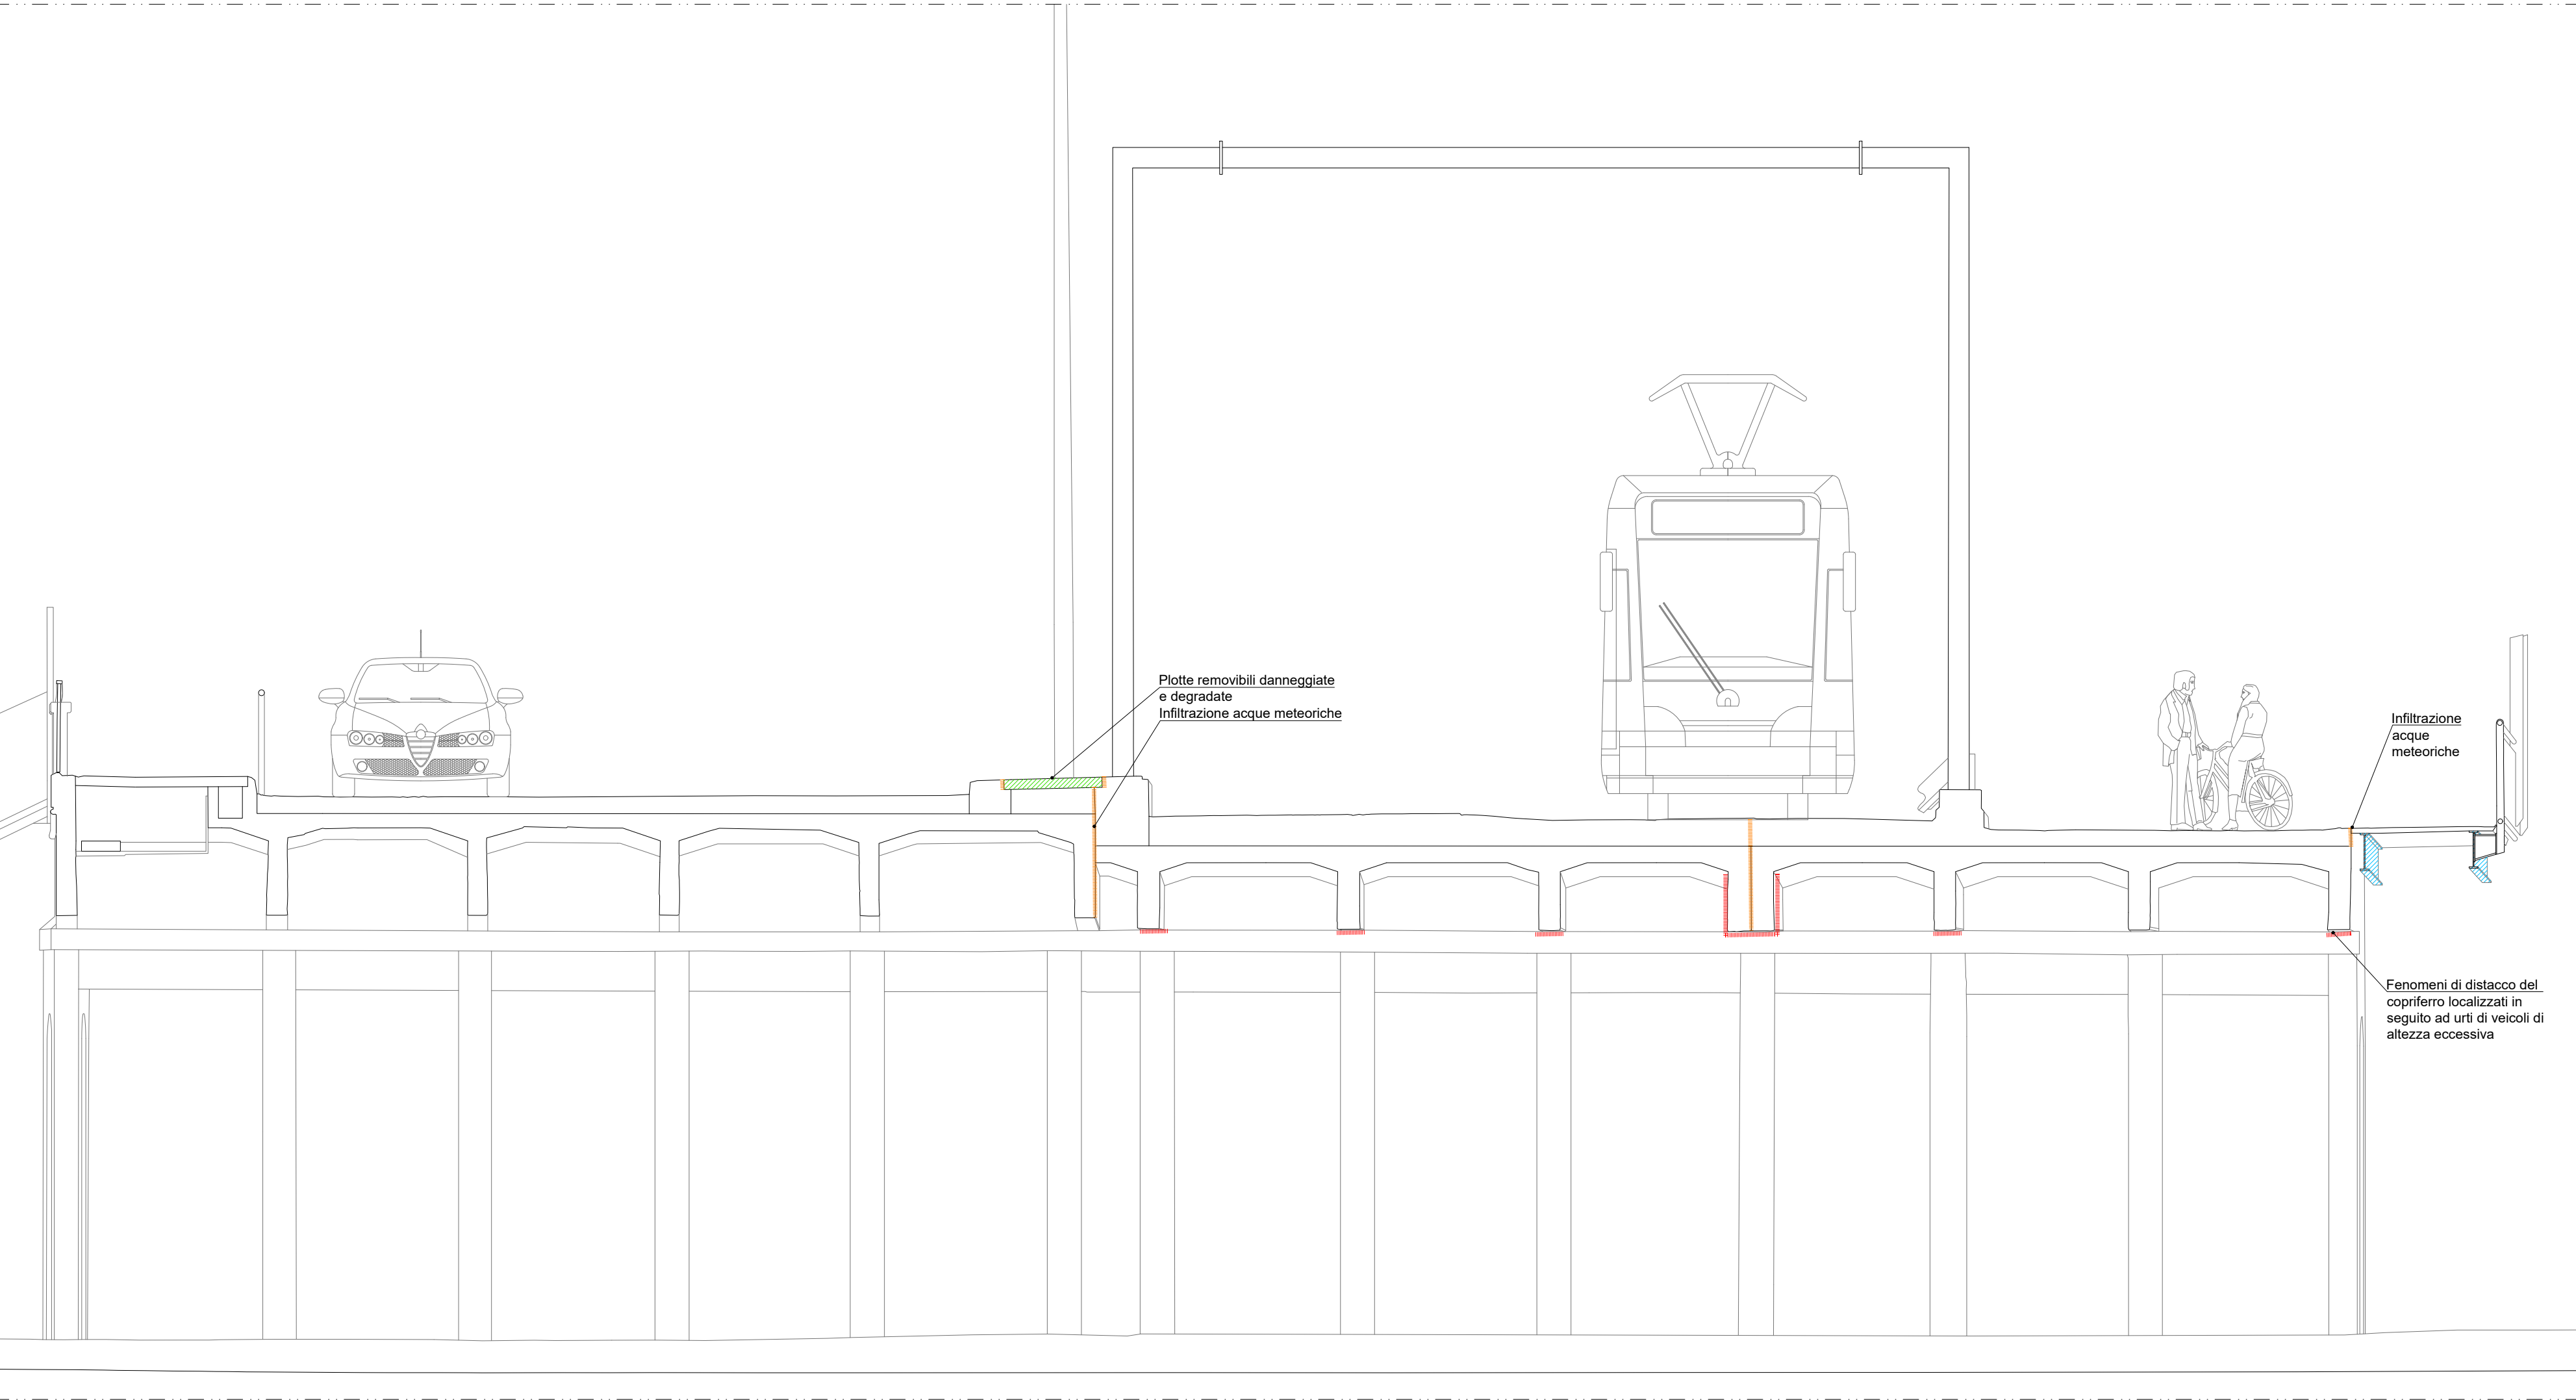 Plotte removibili danneggiate
e degradate
Infiltrazione acque meteoriche
Infiltrazione
acque
meteoriche
Fenomeni di distacco del
copriferro localizzati in
seguito ad urti di veicoli di
altezza eccessiva